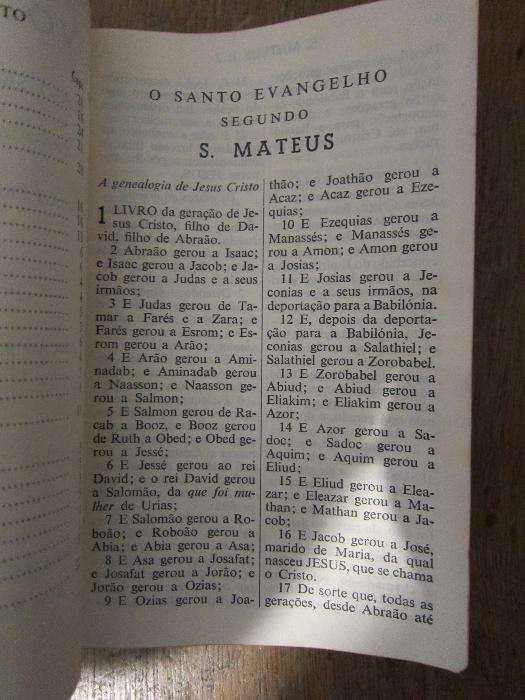 TO
O SANTO EVANGELHO
SEGUNDO
S. MATEUS
A genealogia de Jesus Cristo
1 LIVRO da geração de Je-
sus Cristo, filho de Da-
vid, filho de Abraão.
2 Abraão gerou a Isaac;
e Isaac gerou a Jacob; e Ja-
cob gerou a Judas e a seus
irmãos;
3 E Judas gerou de Ta-
mar a Farés e a Zara; e
Farés gerou a Esrom; e Es-
rom gerou a Arão;
4 E Arão gerou a Ami-
nadab; e Aminadab gerou
a Naasson; e Naasson ge-
rou a Salmon;
5 E Salmon gerou de Ra-
cab a Booz, e Booz gerou
de Ruth a Obed; e Obed ge-
rou a Jessé;
6 E Jessé gerou ao rei
David; e o rei David gerou
a Salomão, da que foi mu-
lher de Urias;
7 E Salomão gerou a Ro-
boão; e Roboão gerou a
Abia; e Abia gerou a Asa;
8 E Asa gerou a Josafat;
e Josafat gerou a Jorão; e
Jorão gerou a Ozias;
9 E Ozias gerou a Joa-
thão; e Joathão gerou a
Acaz; e Acaz gerou a Eze-
quias;
10 E Ezequias gerou a
Manassés; e Manassés ge-
rou a Amon; e Amon gerou
a Josias;
11 E Josias gerou a Je-
conias e a seus irmãos, na
deportação para a Babilónia.
12 E, depois da deporta-
ção para a Babilónia, Je-
conias gerou a Salathiel; e
Salathiel gerou a Zorobabel.
13 E Zorobabel gerou a
Abiud; e Abiud gerou a
Eliakim; e Eliakim gerou a
Azor;
14 E Azor gerou a Sa-
doc; e Sadoc gerou a
Aquim; e Aquim gerou a
Eliud;
15 E Eliud gerou a Elea-
zar; e Eleazar gerou a Ma-
than; e Mathan gerou a Ja-
cob;
16 E Jacob gerou a José,
marido de Maria, da qual
nasceu JESUS, que se chama
o Cristo.
17 De sorte que, todas as
gerações, desde Abraão até